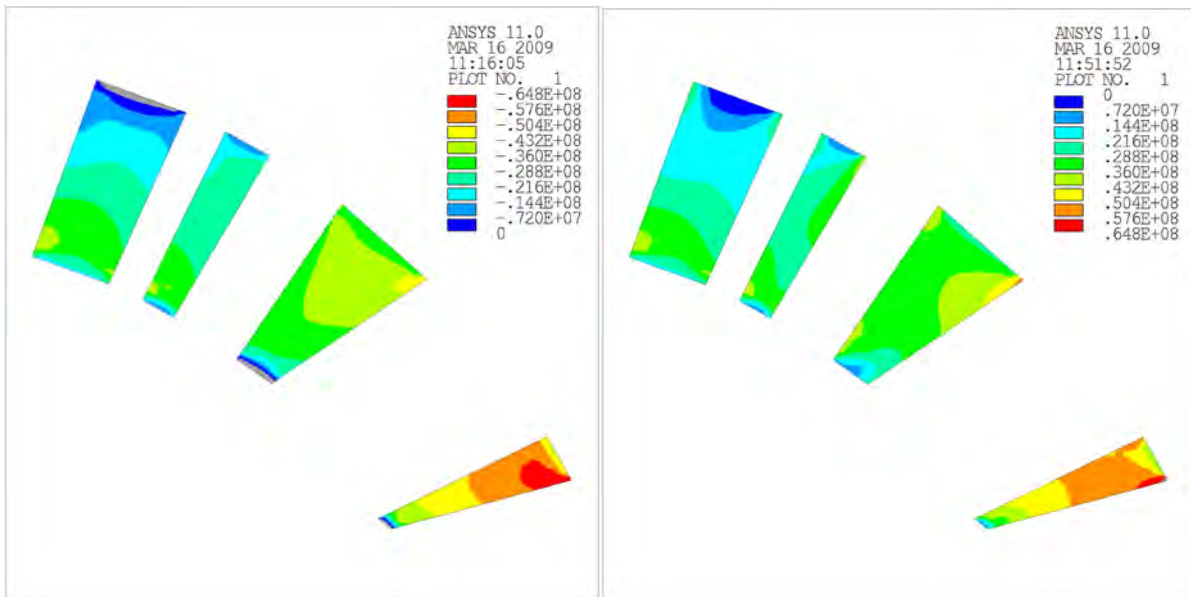 ANSYS 11.0
MAR 16 2009
11:16:05
PLOT NO. 1
-.648E+08
-.576E+08
-.504E+08
-.432E+08
-.360E+08
-.288E+08
-.216E+08
-.144E+08
-.720E+07
0
ANSYS 11.0
MAR 16 2009
11:51:52
PLOT NO. 1
0
.720E+07
.144E+08
.216E+08
.288E+08
.360E+08
.432E+08
.504E+08
.576E+08
.648E+08